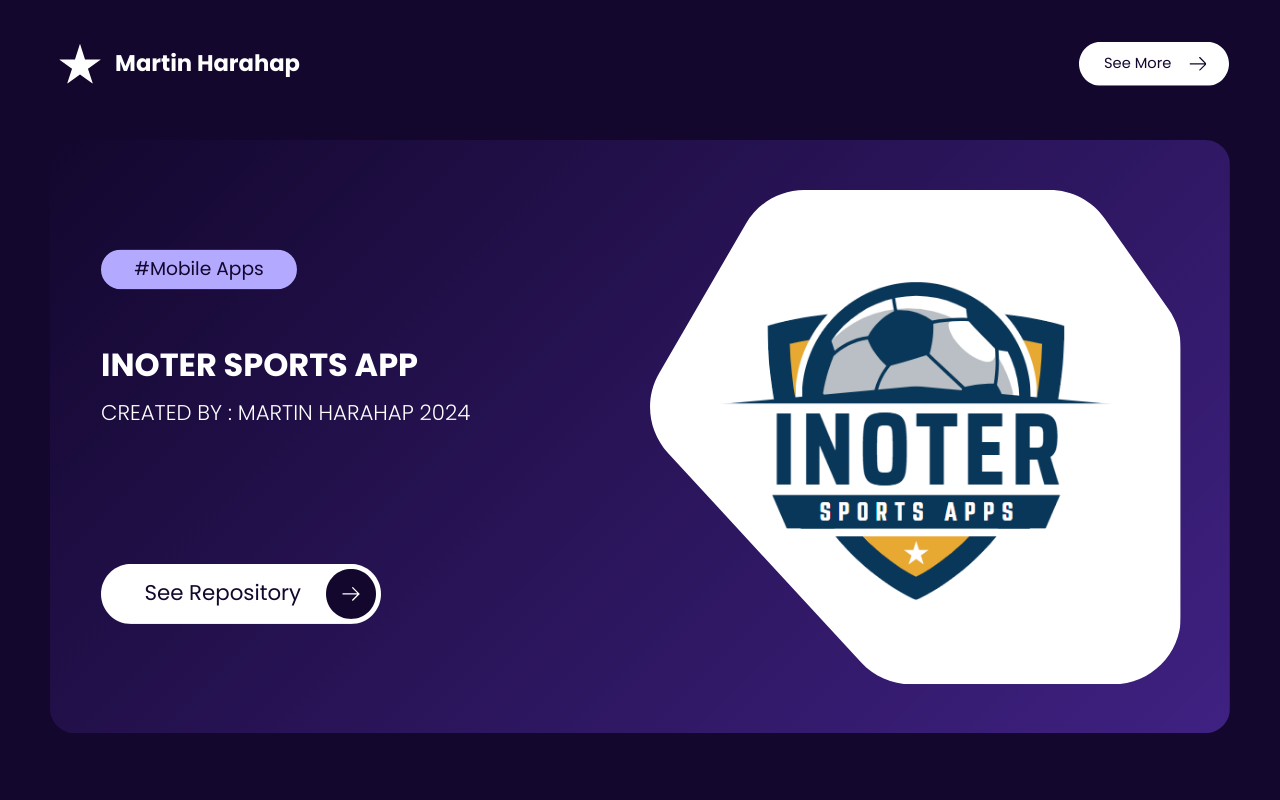 Martin Harahap
See More
#Mobile Apps
INOTER SPORTS APP
CREATED BY : MARTIN HARAHAP 2024
See Repository
INOTER
SPORTS APPS